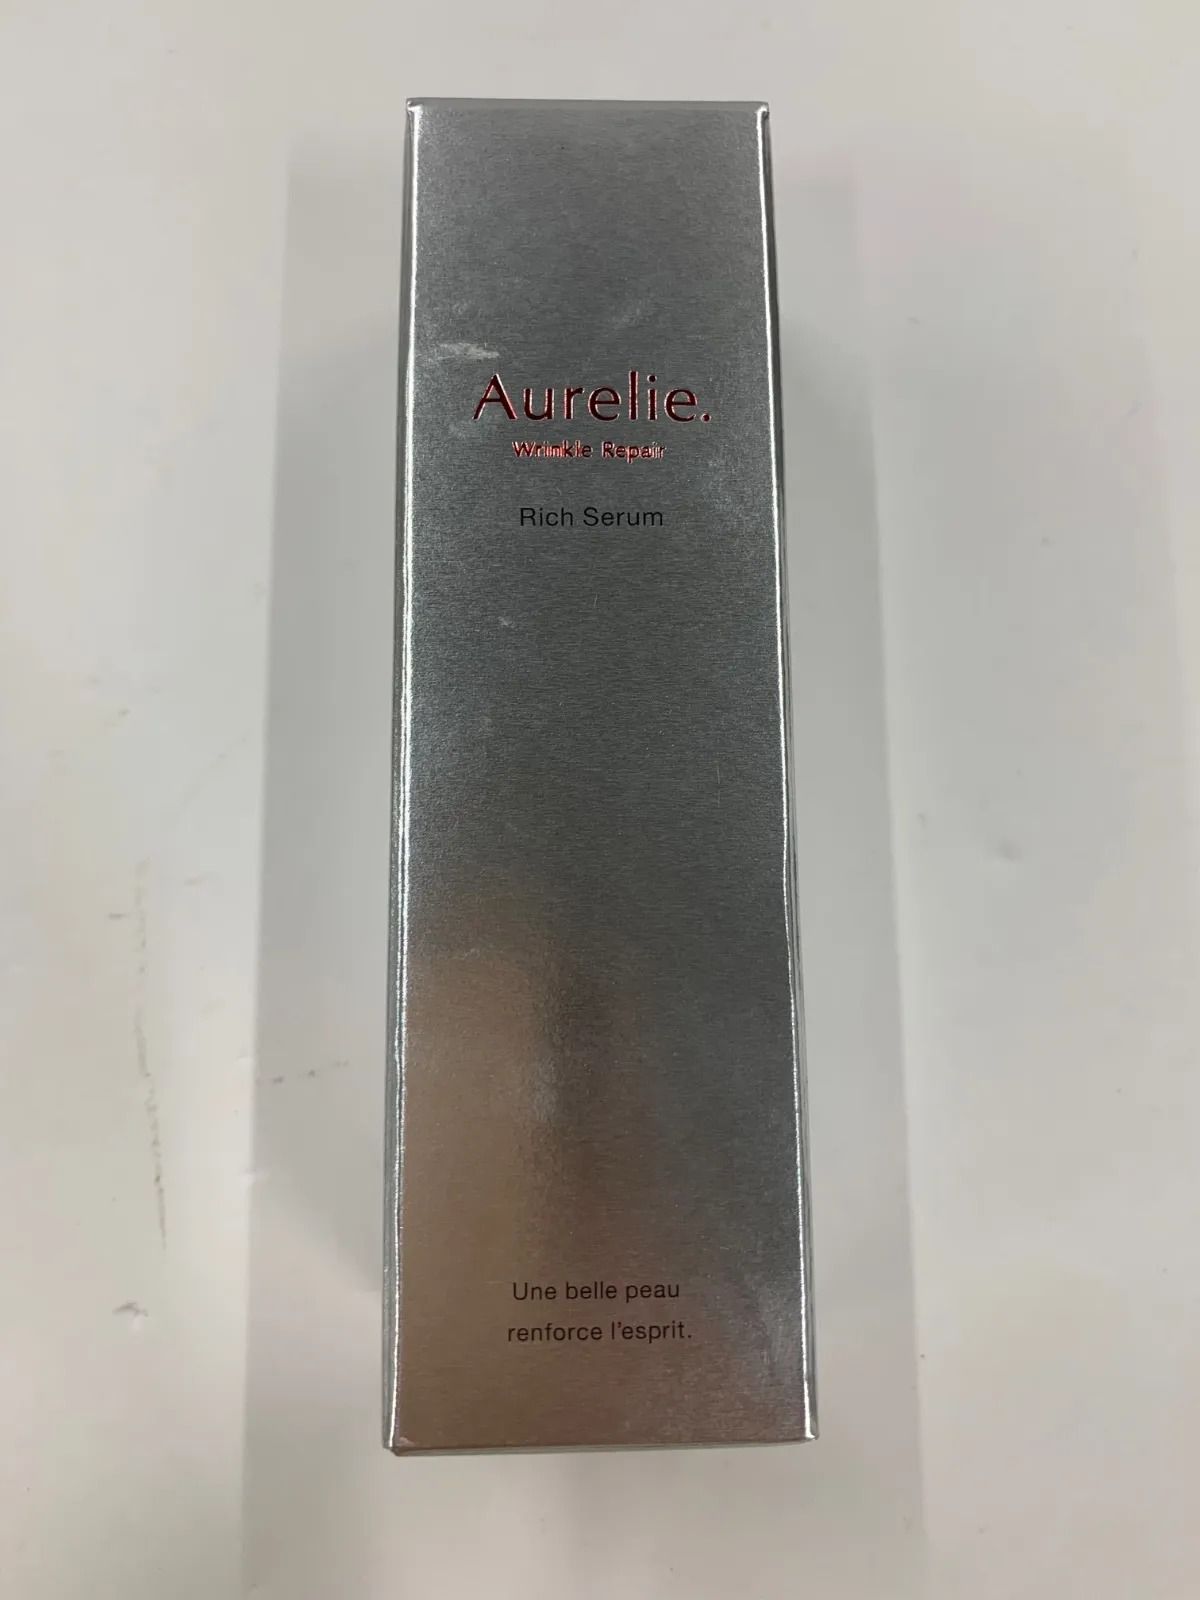 Aurelie.
Wrinkle Repair
Rich Serum
Une belle peau
renforce l'esprit.